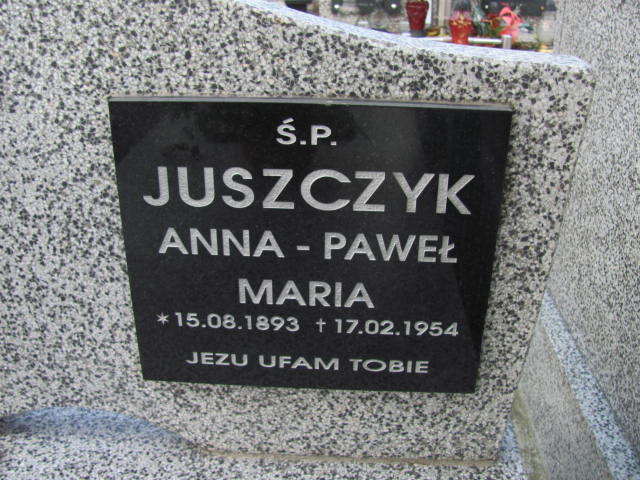 Ś.P.
JUSZCZYK
ANNA - PAWEŁ
MARIA
*15.08.1893 †17.02.1954
JEZU UFAM TOBIE